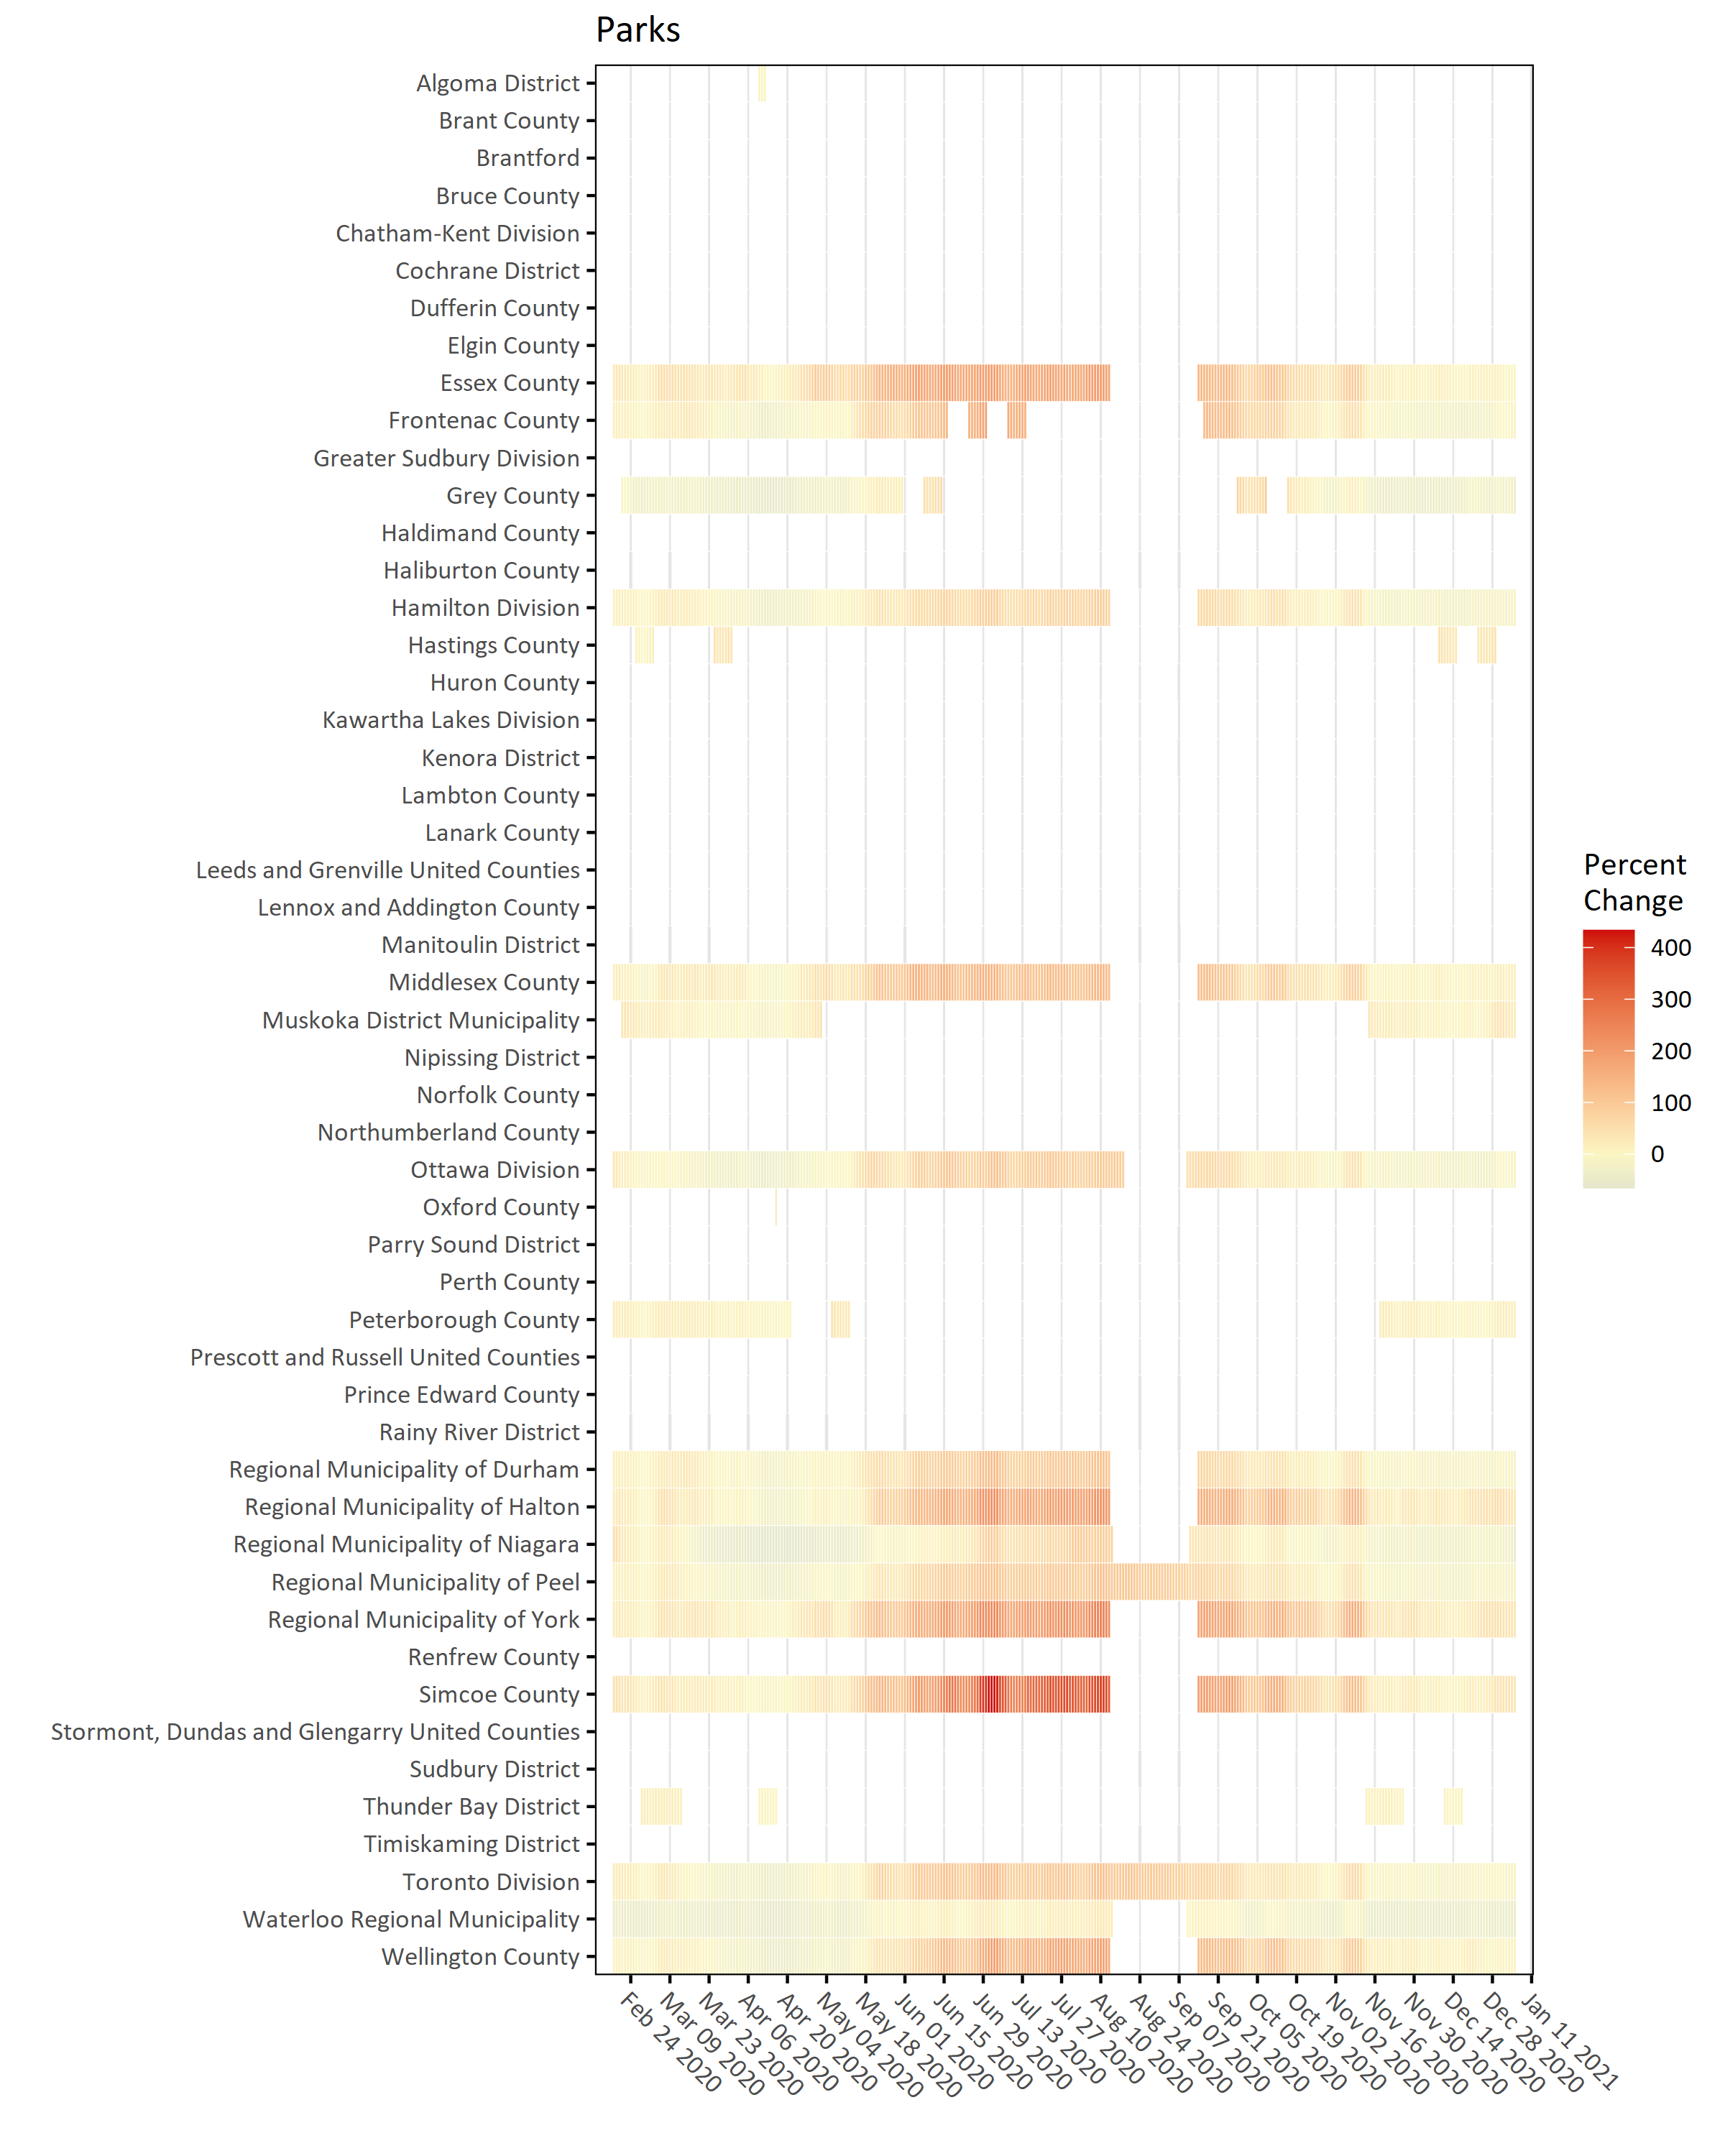 Parks
Algoma District
Brant County
Brantford
Bruce County
Chatham-Kent Division
Cochrane District
Dufferin County
Elgin County
Essex County
Frontenac County
Greater Sudbury Division
Grey County
Haldimand County
Haliburton County
Hamilton Division
Hastings County
Huron County
Kawartha Lakes Division
Kenora District
Lambton County
Lanark County
Leeds and Grenville United Counties
Lennox and Addington County
Manitoulin District
Middlesex County
Muskoka District Municipality
Nipissing District
Norfolk County
Northumberland County
Ottawa Division
Oxford County
Parry Sound District
Perth County
Peterborough County
Prescott and Russell United Counties
Prince Edward County
Rainy River District
Regional Municipality of Durham
Regional Municipality of Halton
Regional Municipality of Niagara
Regional Municipality of Peel
Regional Municipality of York
Renfrew County
Simcoe County
Stormont, Dundas and Glengarry United Counties
Sudbury District
Thunder Bay District
Timiskaming District
Toronto Division
Waterloo Regional Municipality
Wellington County
Feb 24 2020
Mar 09 2020
Mar 23 2020
Apr 06 2020
Apr 20 2020
May 04 2020
May 18 2020
Jun 01 2020
Jun 15 2020
Jun 29 2020
Jul 13 2020
Jul 27 2020
Aug 10 2020
Aug 24 2020
Sep 07 2020
Sep 21 2020
Oct 05 2020
Oct 19 2020
Nov 02 2020
Nov 16 2020
Nov 30 2020
Dec 14 2020
Dec 28 2020
Jan 11 2021
Percent
Change
400
300
200
100
0